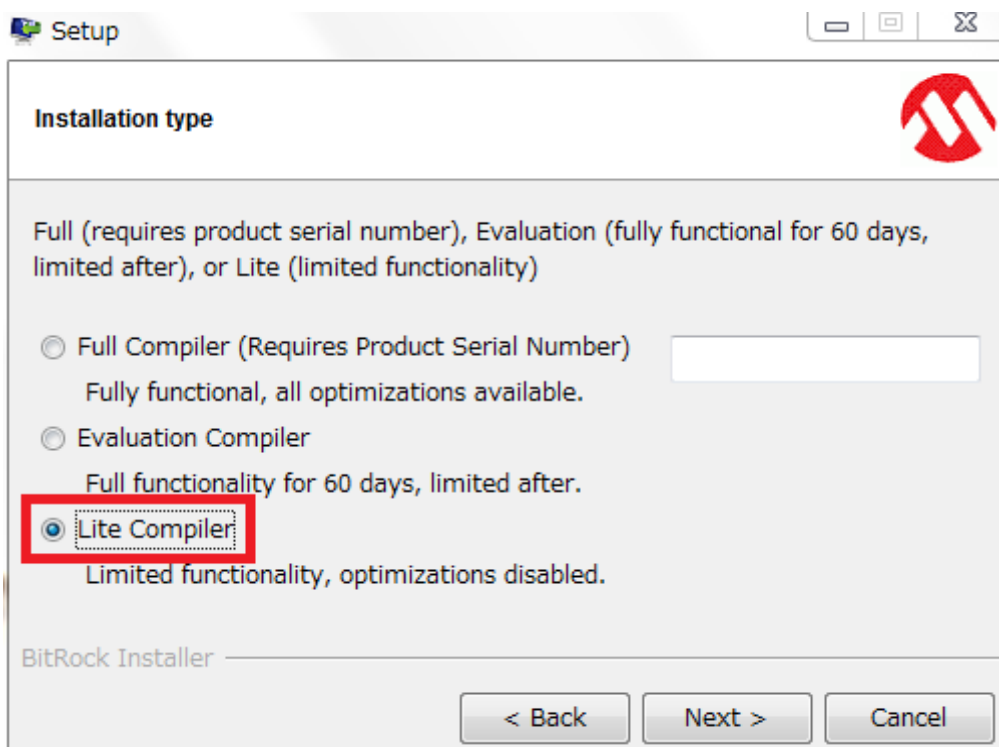 Setup
Installation type
Full (requires product serial number), Evaluation (fully functional for 60 days,
limited after), or Lite (limited functionality)
Full Compiler (Requires Product Serial Number)
Fully functional, all optimizations available.
Evaluation Compiler
Full functionality for 60 days, limited after.
Lite Compiler
Limited functionality, optimizations disabled.
BitRock Installer
< Back Next > Cancel